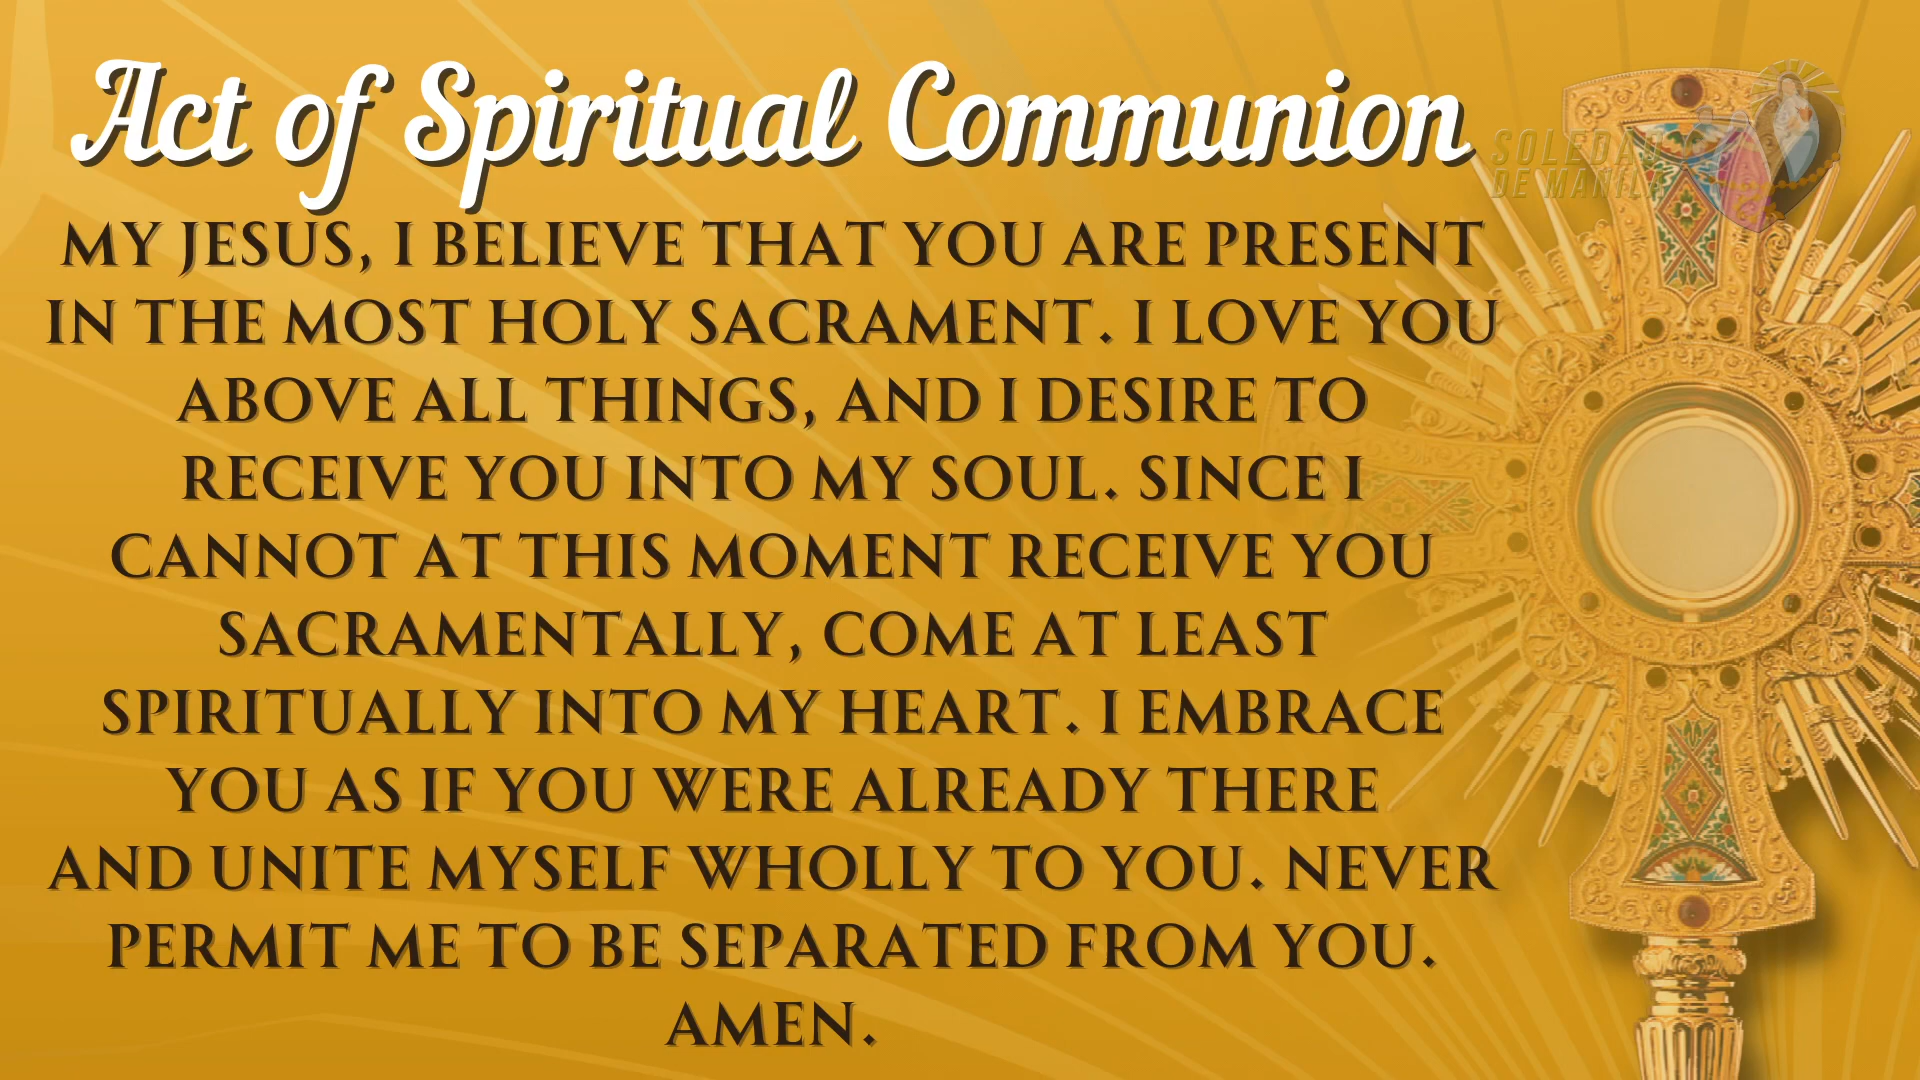 Act of Spiritual Communion
SOLEDAD
DE MANILA
MY JESUS, I BELIEVE THAT YOU ARE PRESENT
IN THE MOST HOLY SACRAMENT. I LOVE YOU
ABOVE ALL THINGS, AND I DESIRE TO
RECEIVE YOU INTO MY SOUL. SINCE I
CANNOT AT THIS MOMENT RECEIVE YOU
SACRAMENTALLY, COME AT LEAST
SPIRITUALLY INTO MY HEART. I EMBRACE
YOU AS IF YOU WERE ALREADY THERE
AND UNITE MYSELF WHOLLY TO YOU. NEVER
PERMIT ME TO BE SEPARATED FROM YOU.
AMEN.